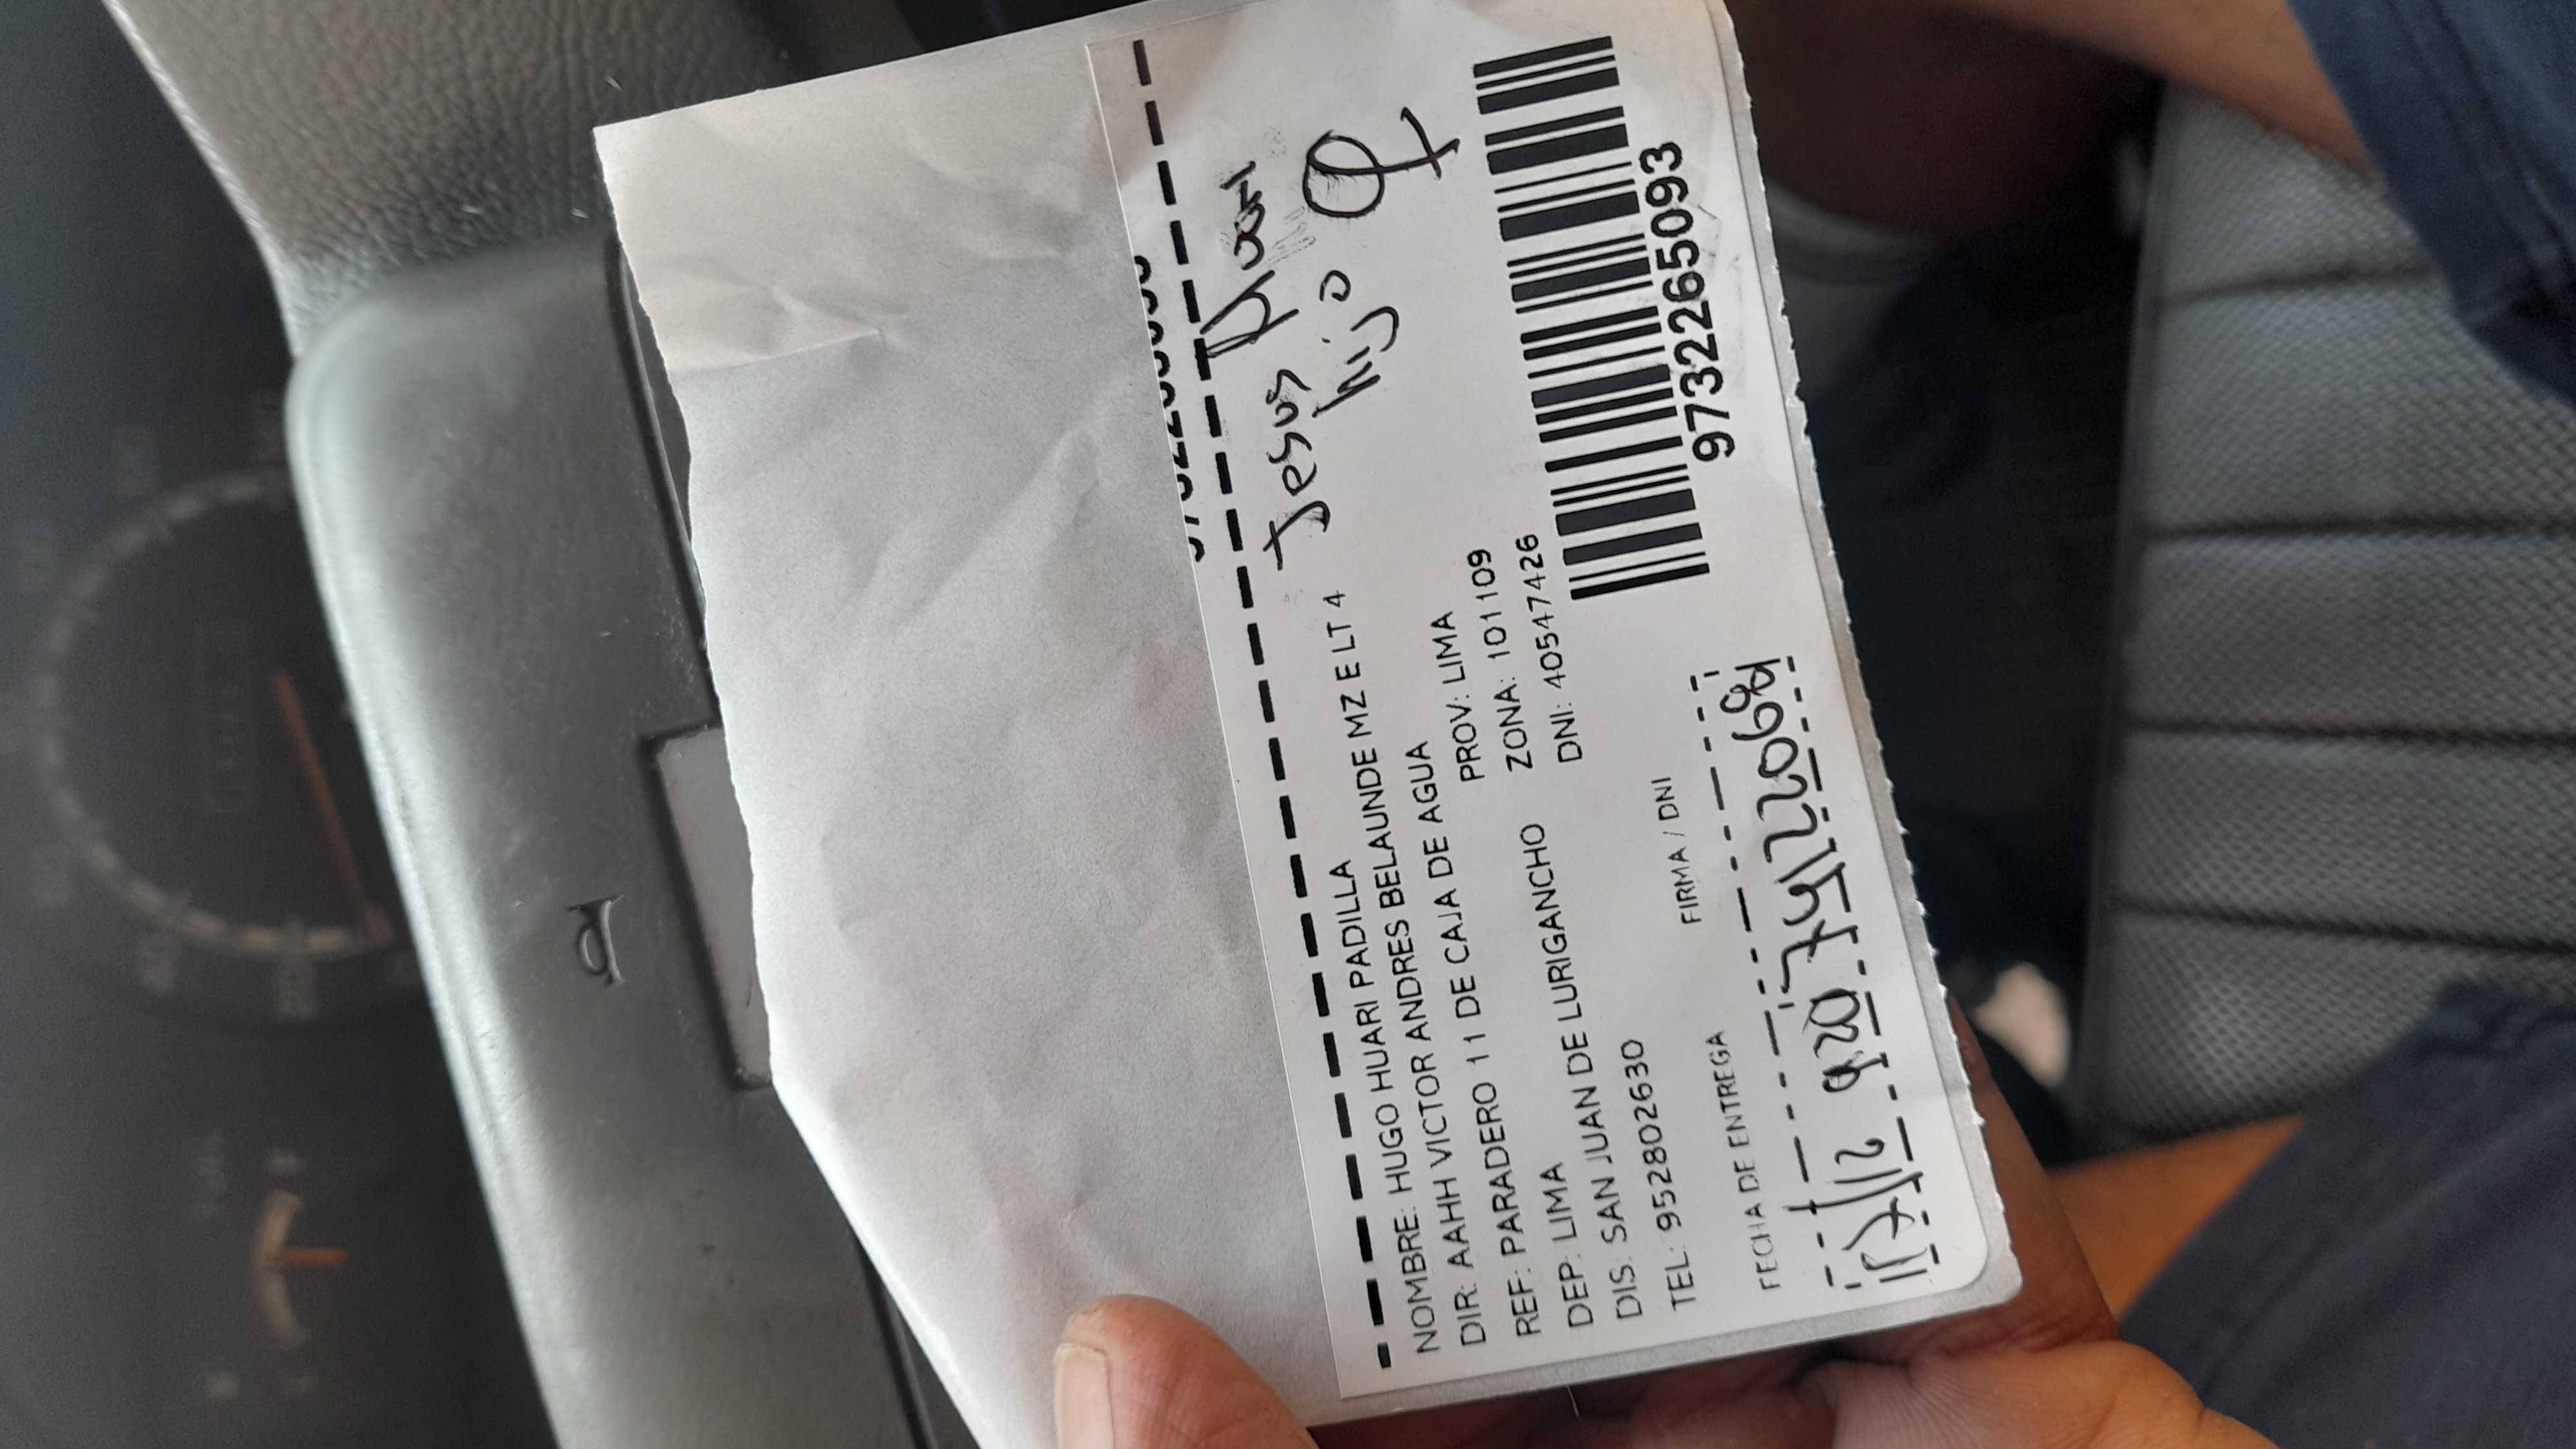 Jesus Huari
hijo
NOMBRE: HUGO HUARI PADILLA
DIR: AAHH VICTOR ANDRES BELAUNDE MZ E LT 4
REF: PARADERO 11 DE CAJA DE AGUA
DEP: LIMA PROV: LIMA
DIS: SAN JUAN DE LURIGANCHO ZONA: 101109
TEL: 952802630 DNI: 40547426
973226508093
FECHA DE ENTREGA FIRMA / DNI